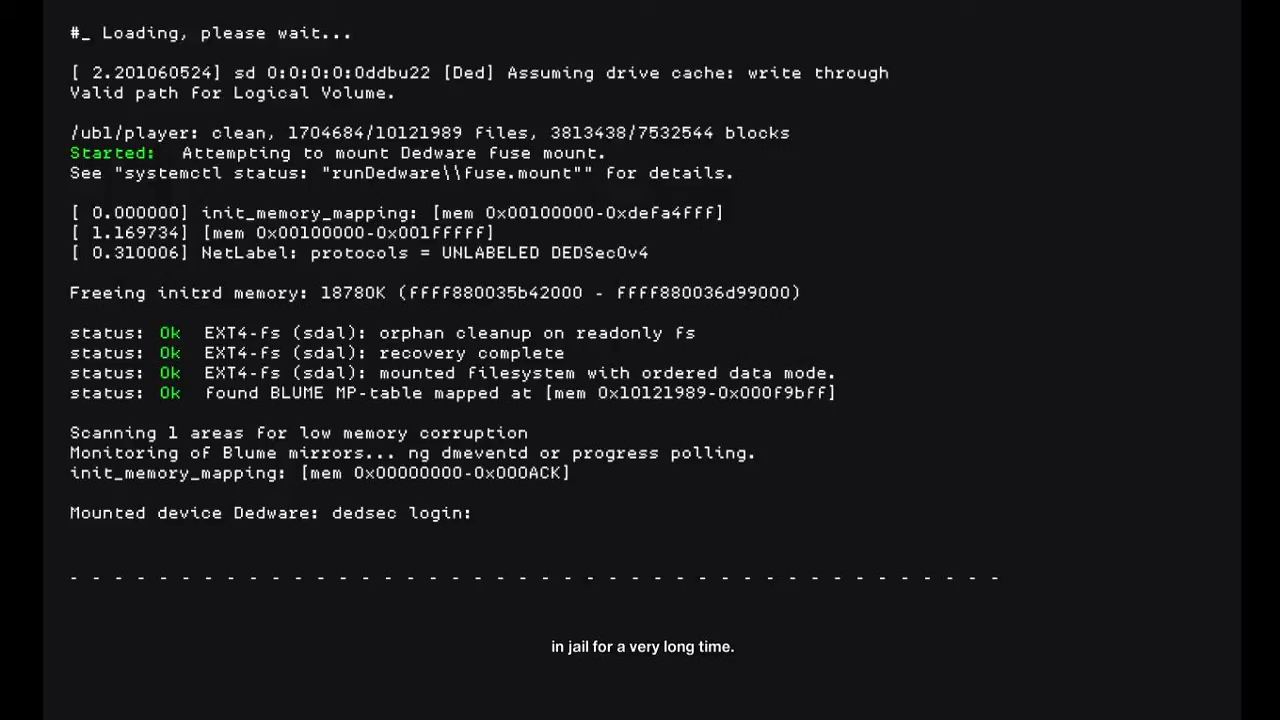 #_ Loading, please wait...
[ 2.201060524] sd 0:0:0:0:0ddbu22 [Ded] Assuming drive cache: write through
Valid path for Logical Volume.
/ubl/player: clean, 1704684/10121989 files, 3813438/7532544 blocks
Started: Attempting to mount Dedware fuse mount.
See "systemctl status: "runDedware\\fuse.mount"" for details.
[ 0.000000] init_memory_mapping: [mem 0x00100000-0xdefa4fff]
[ 1.169734] [mem 0x00100000-0x001fffff]
[ 0.310006] NetLabel: protocols = UNLABELED DEDSec0v4
Freeing initrd memory: 18780K (ffff880035b42000 - ffff880036d99000)
status: Ok EXT4-fs (sda1): orphan cleanup on readonly fs
status: Ok EXT4-fs (sda1): recovery complete
status: Ok EXT4-fs (sda1): mounted filesystem with ordered data mode.
status: Ok found BLUME MP-table mapped at [mem 0x10121989-0x000f9bff]
Scanning 1 areas for low memory corruption
Monitoring of Blume mirrors... ng dmeventd or progress polling.
init_memory_mapping: [mem 0x00000000-0x000ACK]
Mounted device Dedware: dedsec login:
- - - - - - - - - - - - - - - - - - - - - - - - - - - - - - - - - - - - - - - - - - -
in jail for a very long time.